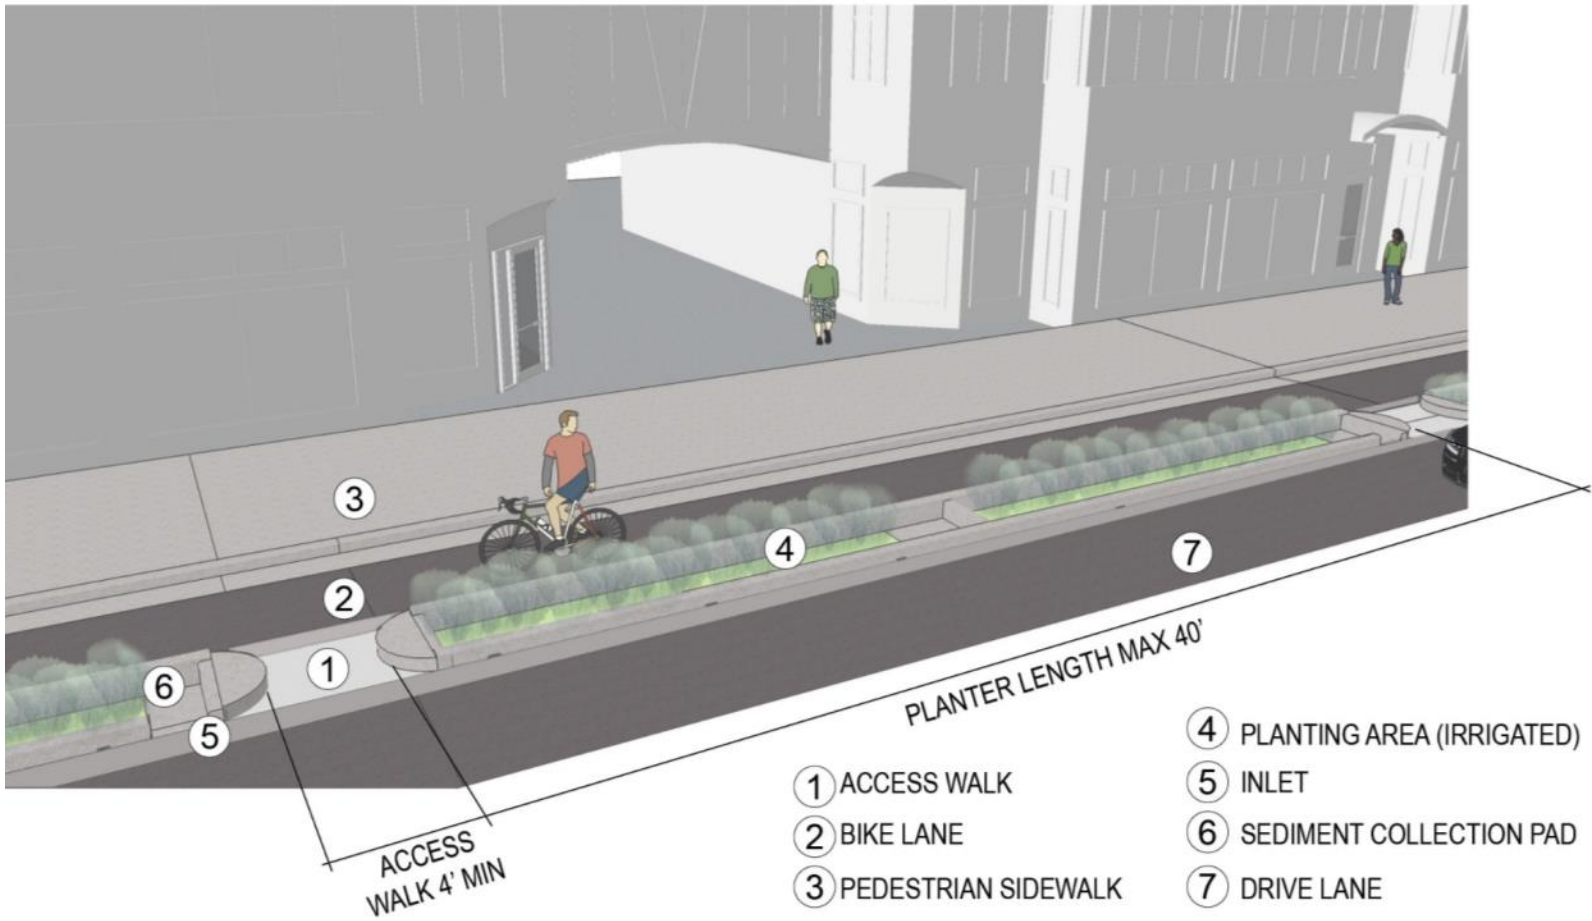 3
4
7
2
1
6
5
PLANTER LENGTH MAX 40'
ACCESS
WALK 4' MIN
1 ACCESS WALK
2 BIKE LANE
3 PEDESTRIAN SIDEWALK
4 PLANTING AREA (IRRIGATED)
5 INLET
6 SEDIMENT COLLECTION PAD
7 DRIVE LANE